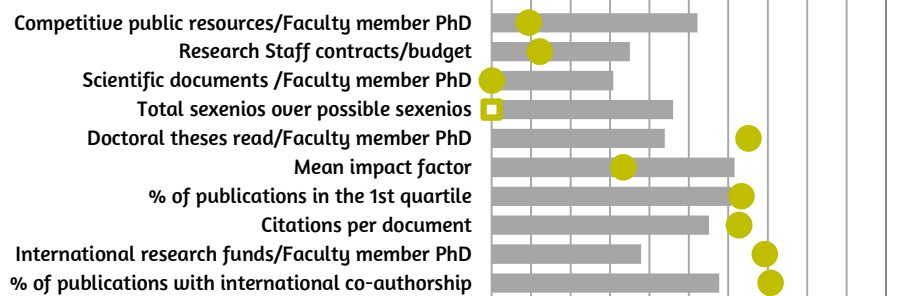 Competitive public resources/Faculty member PhD
Research Staff contracts/budget
Scientific documents /Faculty member PhD
Total sexenios over possible sexenios
Doctoral theses read/Faculty member PhD
Mean impact factor
% of publications in the 1st quartile
Citations per document
International research funds/Faculty member PhD
% of publications with international co-authorship